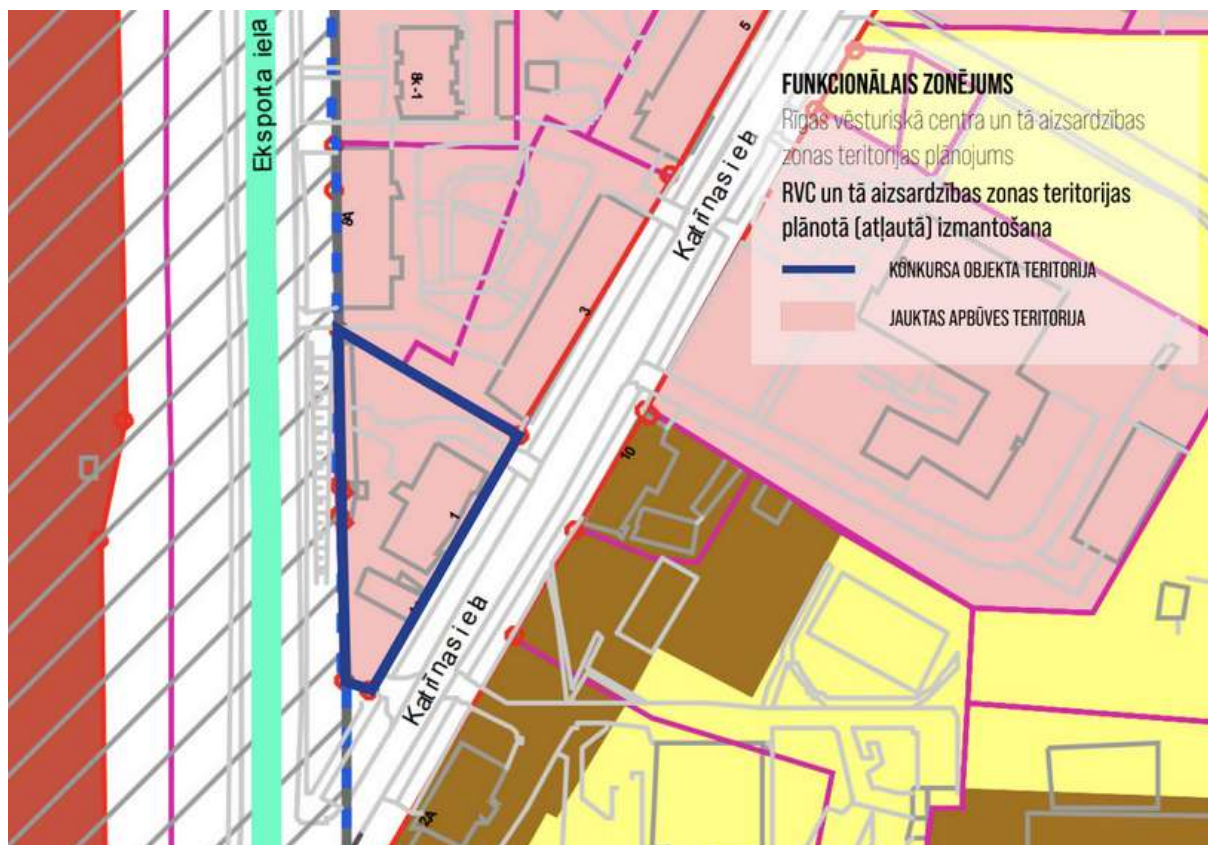 Eksporta iela
8k-1
5
FUNKCIONĀLAIS ZONĒJUMS
Rīgas vēsturiskā centra un tā aizsardzības
zonas teritorijas plānojums
RVC un tā aizsardzības zonas teritorijas
plānotā (atļautā) izmantošana
KONKURSA OBJEKTA TERITORIJA
JAUKTAS APBŪVES TERITORIJA
Katrīnas iela
3
10
1
Katrīnas iela
2A